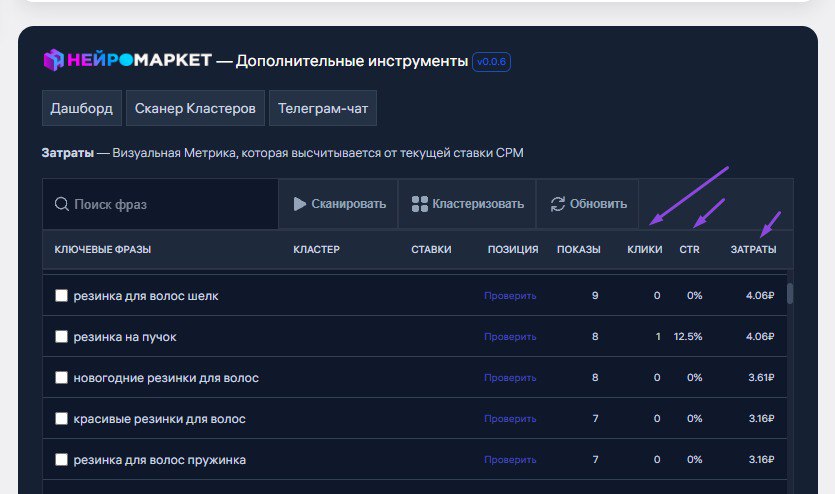 НЕЙРОМАРКЕТ — Дополнительные инструменты v0.0.6
Дашборд Сканер Кластеров Телеграм-чат
Затраты — Визуальная Метрика, которая высчитывается от текущей ставки CPM
Поиск фраз Сканировать Кластеризовать Обновить
КЛЮЧЕВЫЕ ФРАЗЫ КЛАСТЕР СТАВКИ ПОЗИЦИЯ ПОКАЗЫ КЛИКИ CTR ЗАТРАТЫ
резинка для волос шелк Проверить 9 0 0% 4.06₽
резинка на пучок Проверить 8 1 12.5% 4.06₽
новогодние резинки для волос Проверить 8 0 0% 3.61₽
красивые резинки для волос Проверить 7 0 0% 3.16₽
резинка для волос пружинка Проверить 7 0 0% 3.16₽